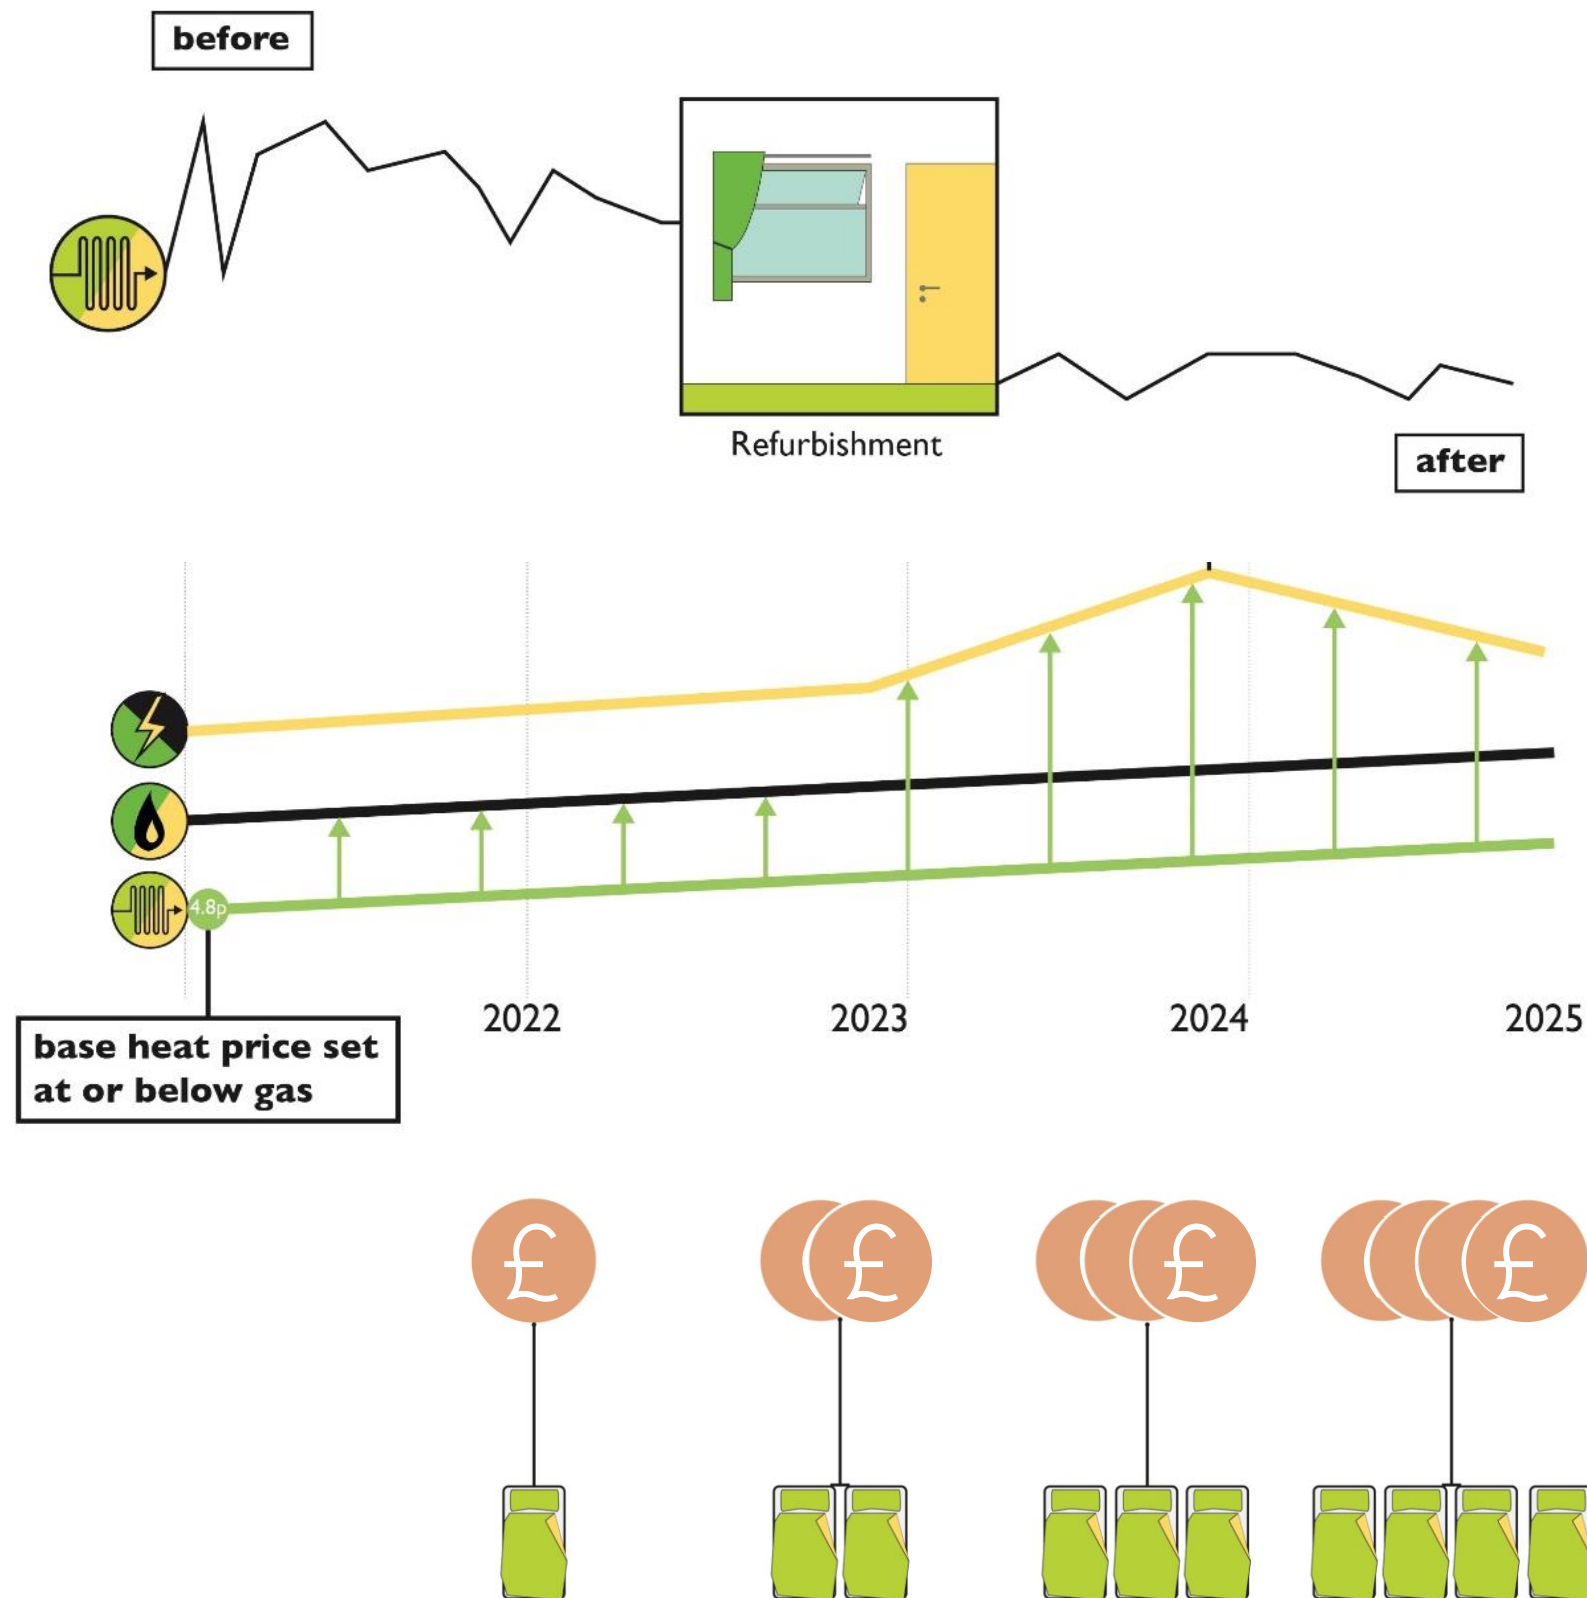 before
Refurbishment
after
4.8p
2022
2023
2024
2025
base heat price set
at or below gas
£
£
£
£